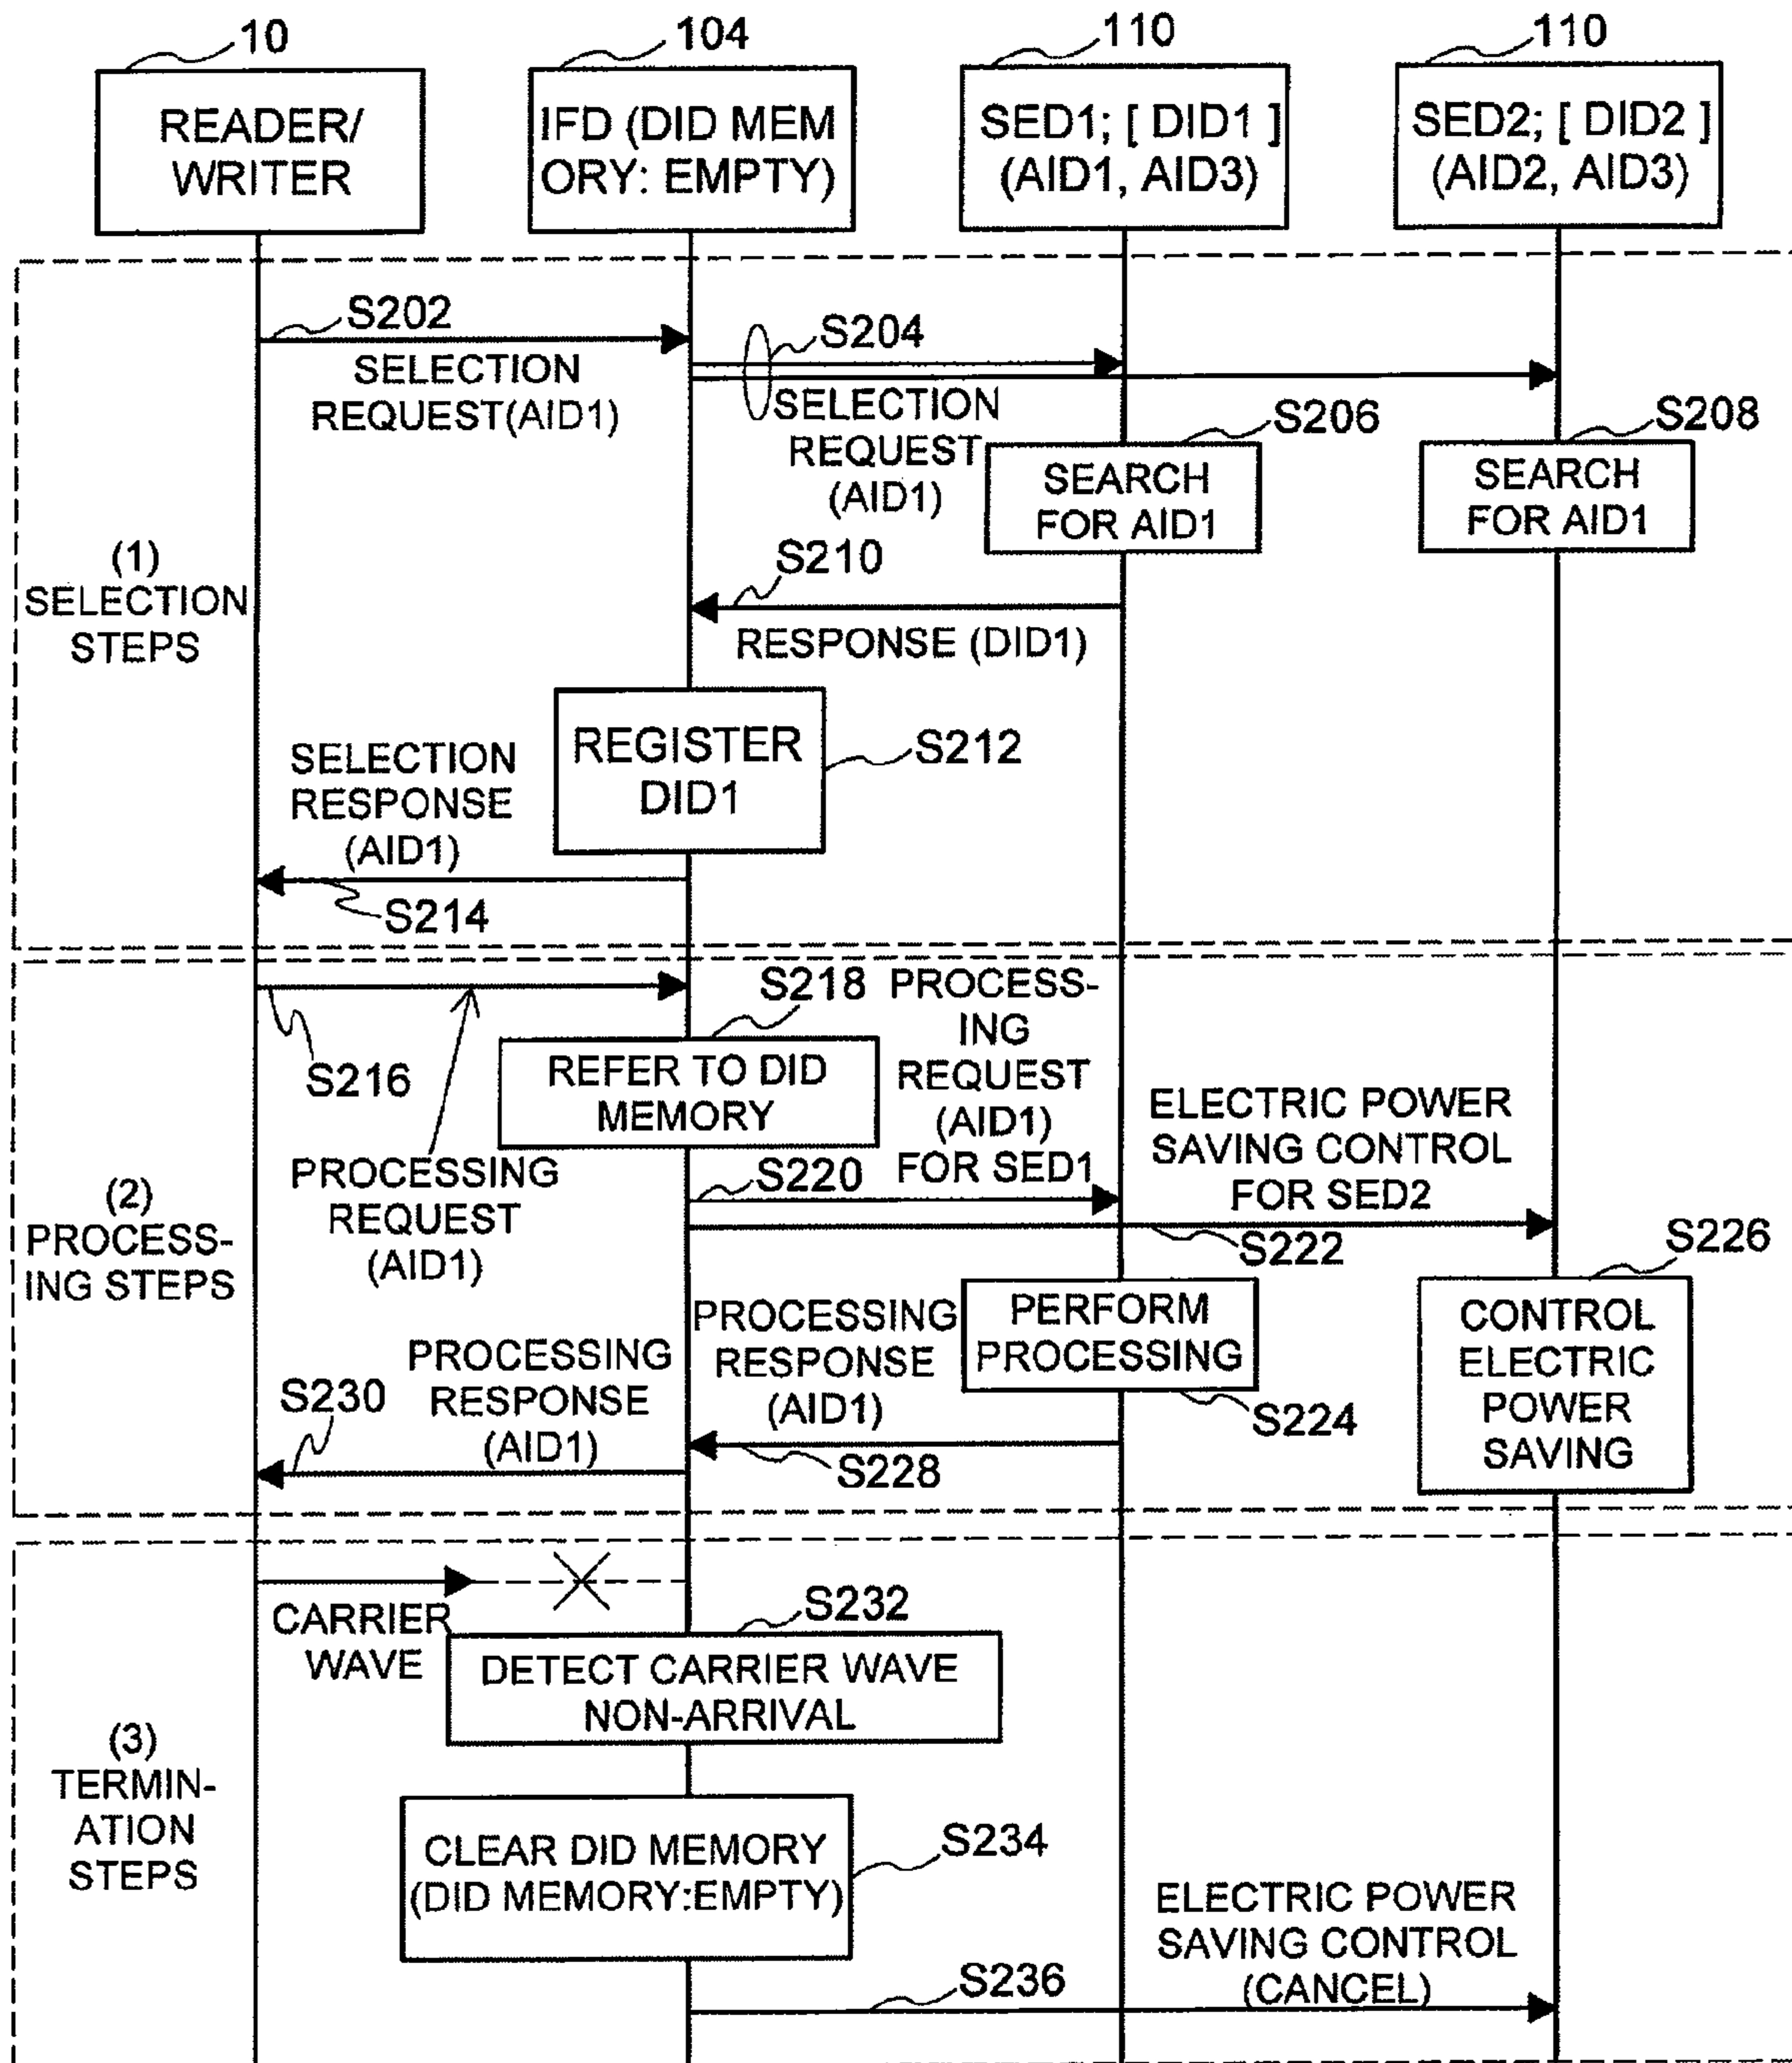 10
104
110
110
READER/
WRITER
IFD (DID MEM
ORY: EMPTY)
SED1; [ DID1 ]
(AID1, AID3)
SED2; [ DID2 ]
(AID2, AID3)
(1)
SELECTION
STEPS
S202
SELECTION
REQUEST(AID1)
S204
SELECTION
REQUEST
(AID1)
S206
SEARCH
FOR AID1
S208
SEARCH
FOR AID1
S210
RESPONSE (DID1)
REGISTER
DID1
S212
SELECTION
RESPONSE
(AID1)
S214
(2)
PROCESS-
ING STEPS
S216
PROCESSING
REQUEST
(AID1)
S218
REFER TO DID
MEMORY
PROCESS-
ING
REQUEST
(AID1)
FOR SED1
S220
ELECTRIC POWER
SAVING CONTROL
FOR SED2
S222
PERFORM
PROCESSING
S224
S226
CONTROL
ELECTRIC
POWER
SAVING
PROCESSING
RESPONSE
(AID1)
S228
PROCESSING
RESPONSE
(AID1)
S230
(3)
TERMIN-
ATION
STEPS
CARRIER
WAVE
S232
DETECT CARRIER WAVE
NON-ARRIVAL
CLEAR DID MEMORY
(DID MEMORY:EMPTY)
S234
S236
ELECTRIC POWER
SAVING CONTROL
(CANCEL)